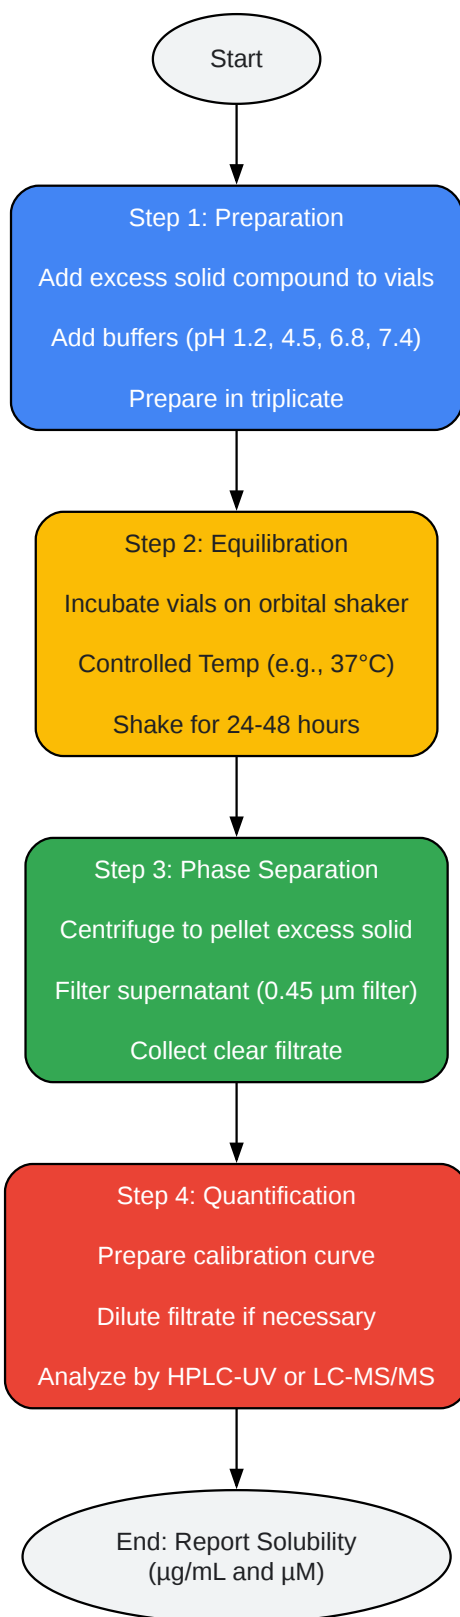 Start
Step 1: Preparation
Add excess solid compound to vials
Add buffers (pH 1.2, 4.5, 6.8, 7.4)
Prepare in triplicate
Step 2: Equilibration
Incubate vials on orbital shaker
Controlled Temp (e.g., 37°C)
Shake for 24-48 hours
Step 3: Phase Separation
Centrifuge to pellet excess solid
Filter supernatant (0.45 µm filter)
Collect clear filtrate
Step 4: Quantification
Prepare calibration curve
Dilute filtrate if necessary
Analyze by HPLC-UV or LC-MS/MS
End: Report Solubility
(µg/mL and µM)